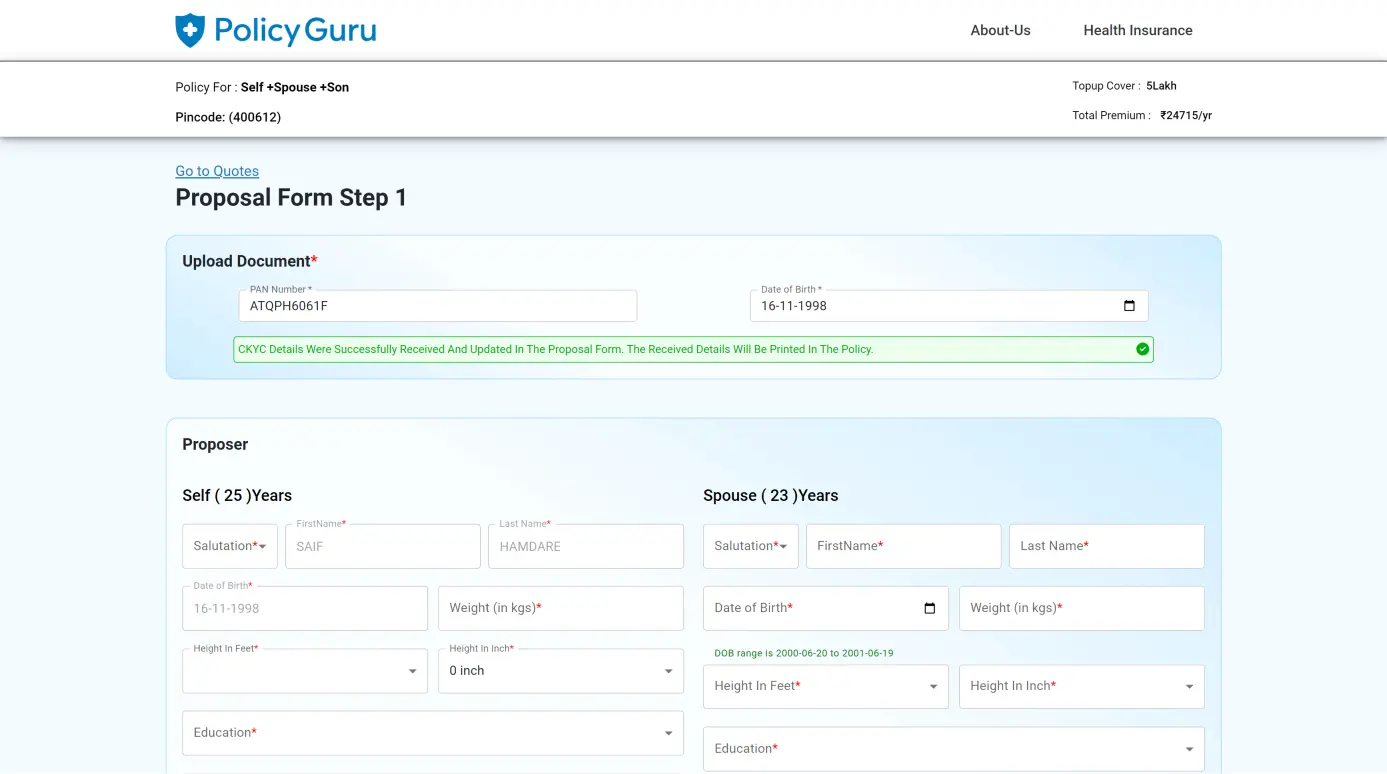 Policy Guru
About-Us Health Insurance
Policy For : Self +Spouse +Son
Topup Cover : 5Lakh
Pincode: (400612)
Total Premium : ₹24715/yr
Go to Quotes
Proposal Form Step 1
Upload Document*
PAN Number *
ATQPH6061F
Date of Birth *
16-11-1998
CKYC Details Were Successfully Received And Updated In The Proposal Form. The Received Details Will Be Printed In The Policy.
Proposer
Self ( 25 )Years
Salutation*
FirstName*
SAIF
Last Name*
HAMDARE
Date of Birth*
16-11-1998
Weight (in kgs)*
Height In Feet*
Height In Inch*
0 inch
Education*
Spouse ( 23 )Years
Salutation*
FirstName*
Last Name*
Date of Birth*
Weight (in kgs)*
DOB range is 2000-06-20 to 2001-06-19
Height In Feet*
Height In Inch*
Education*